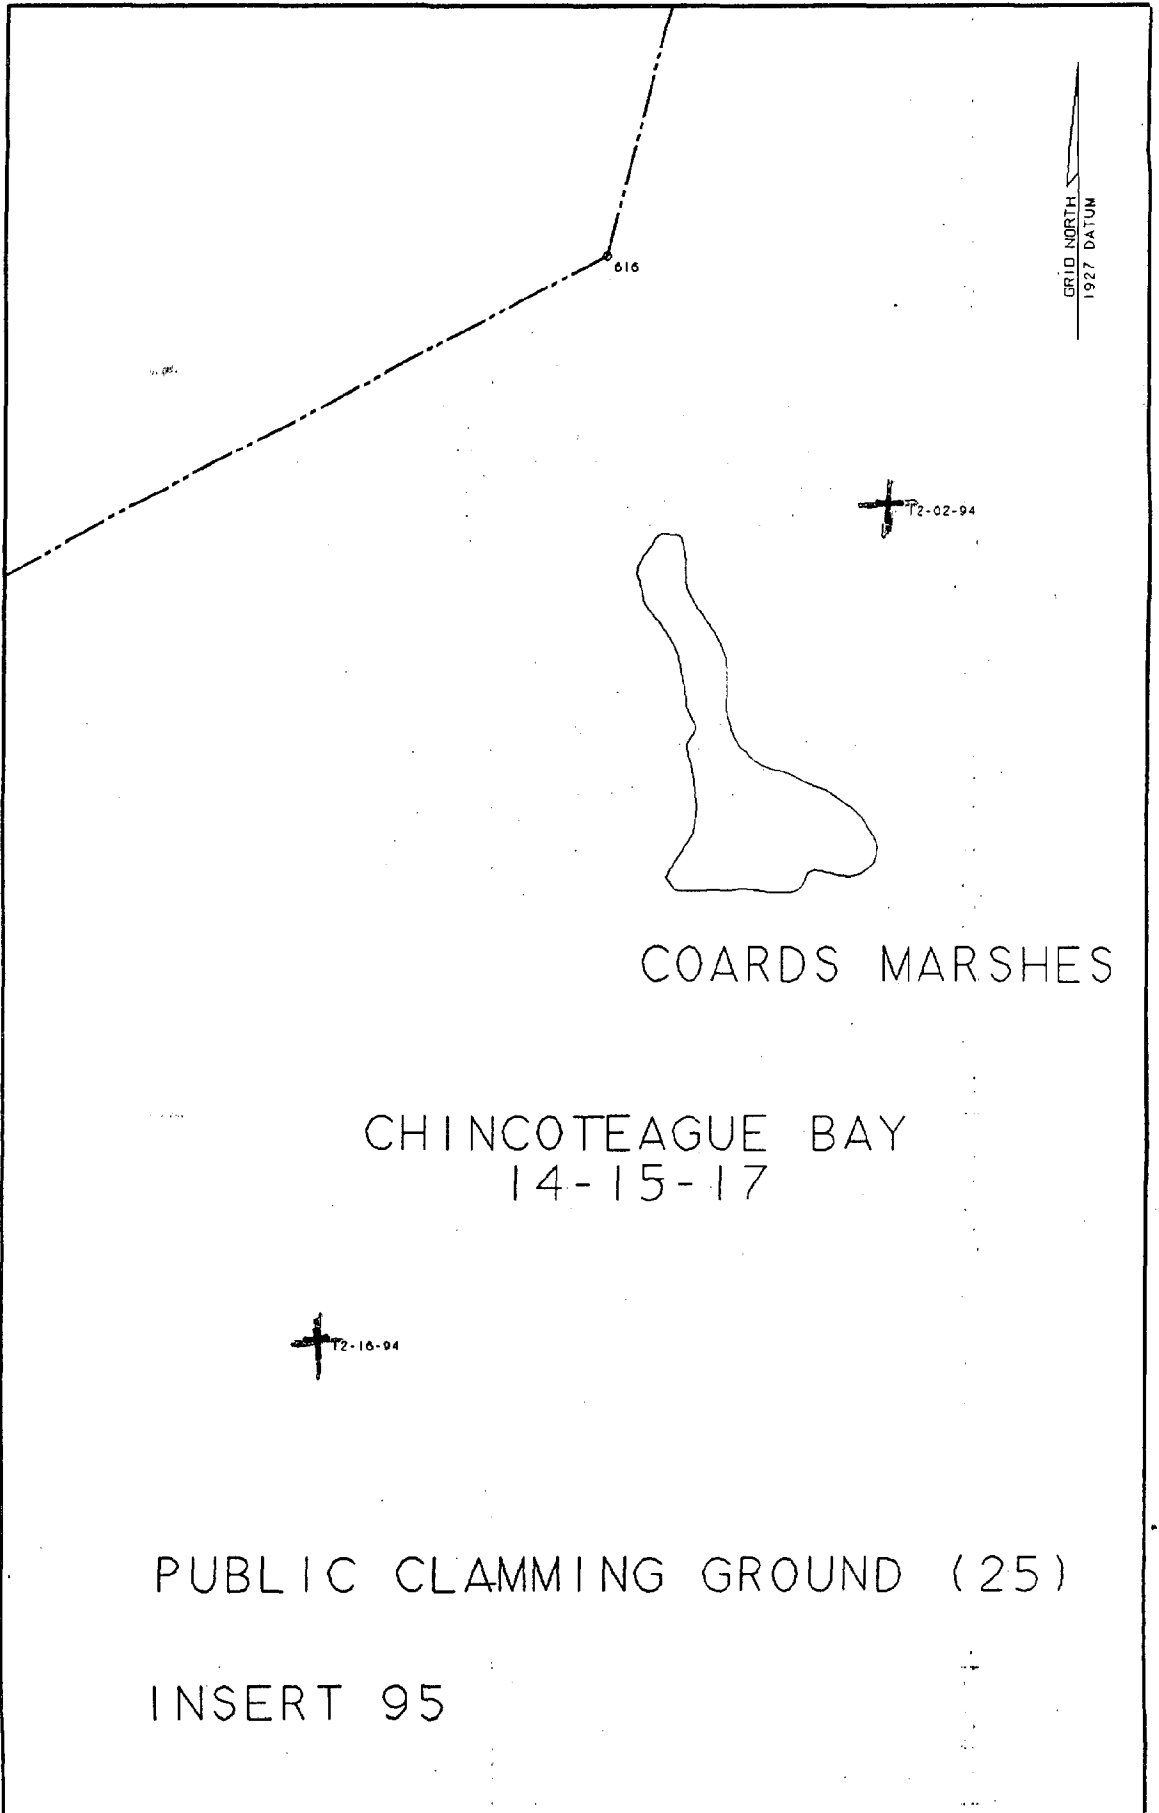 GRID NORTH
1927 DATUM
616
T2-02-94
COARDS MARSHES
CHINCOTEAGUE BAY
14-15-17
T2-16-94
PUBLIC CLAMMING GROUND (25)
INSERT 95